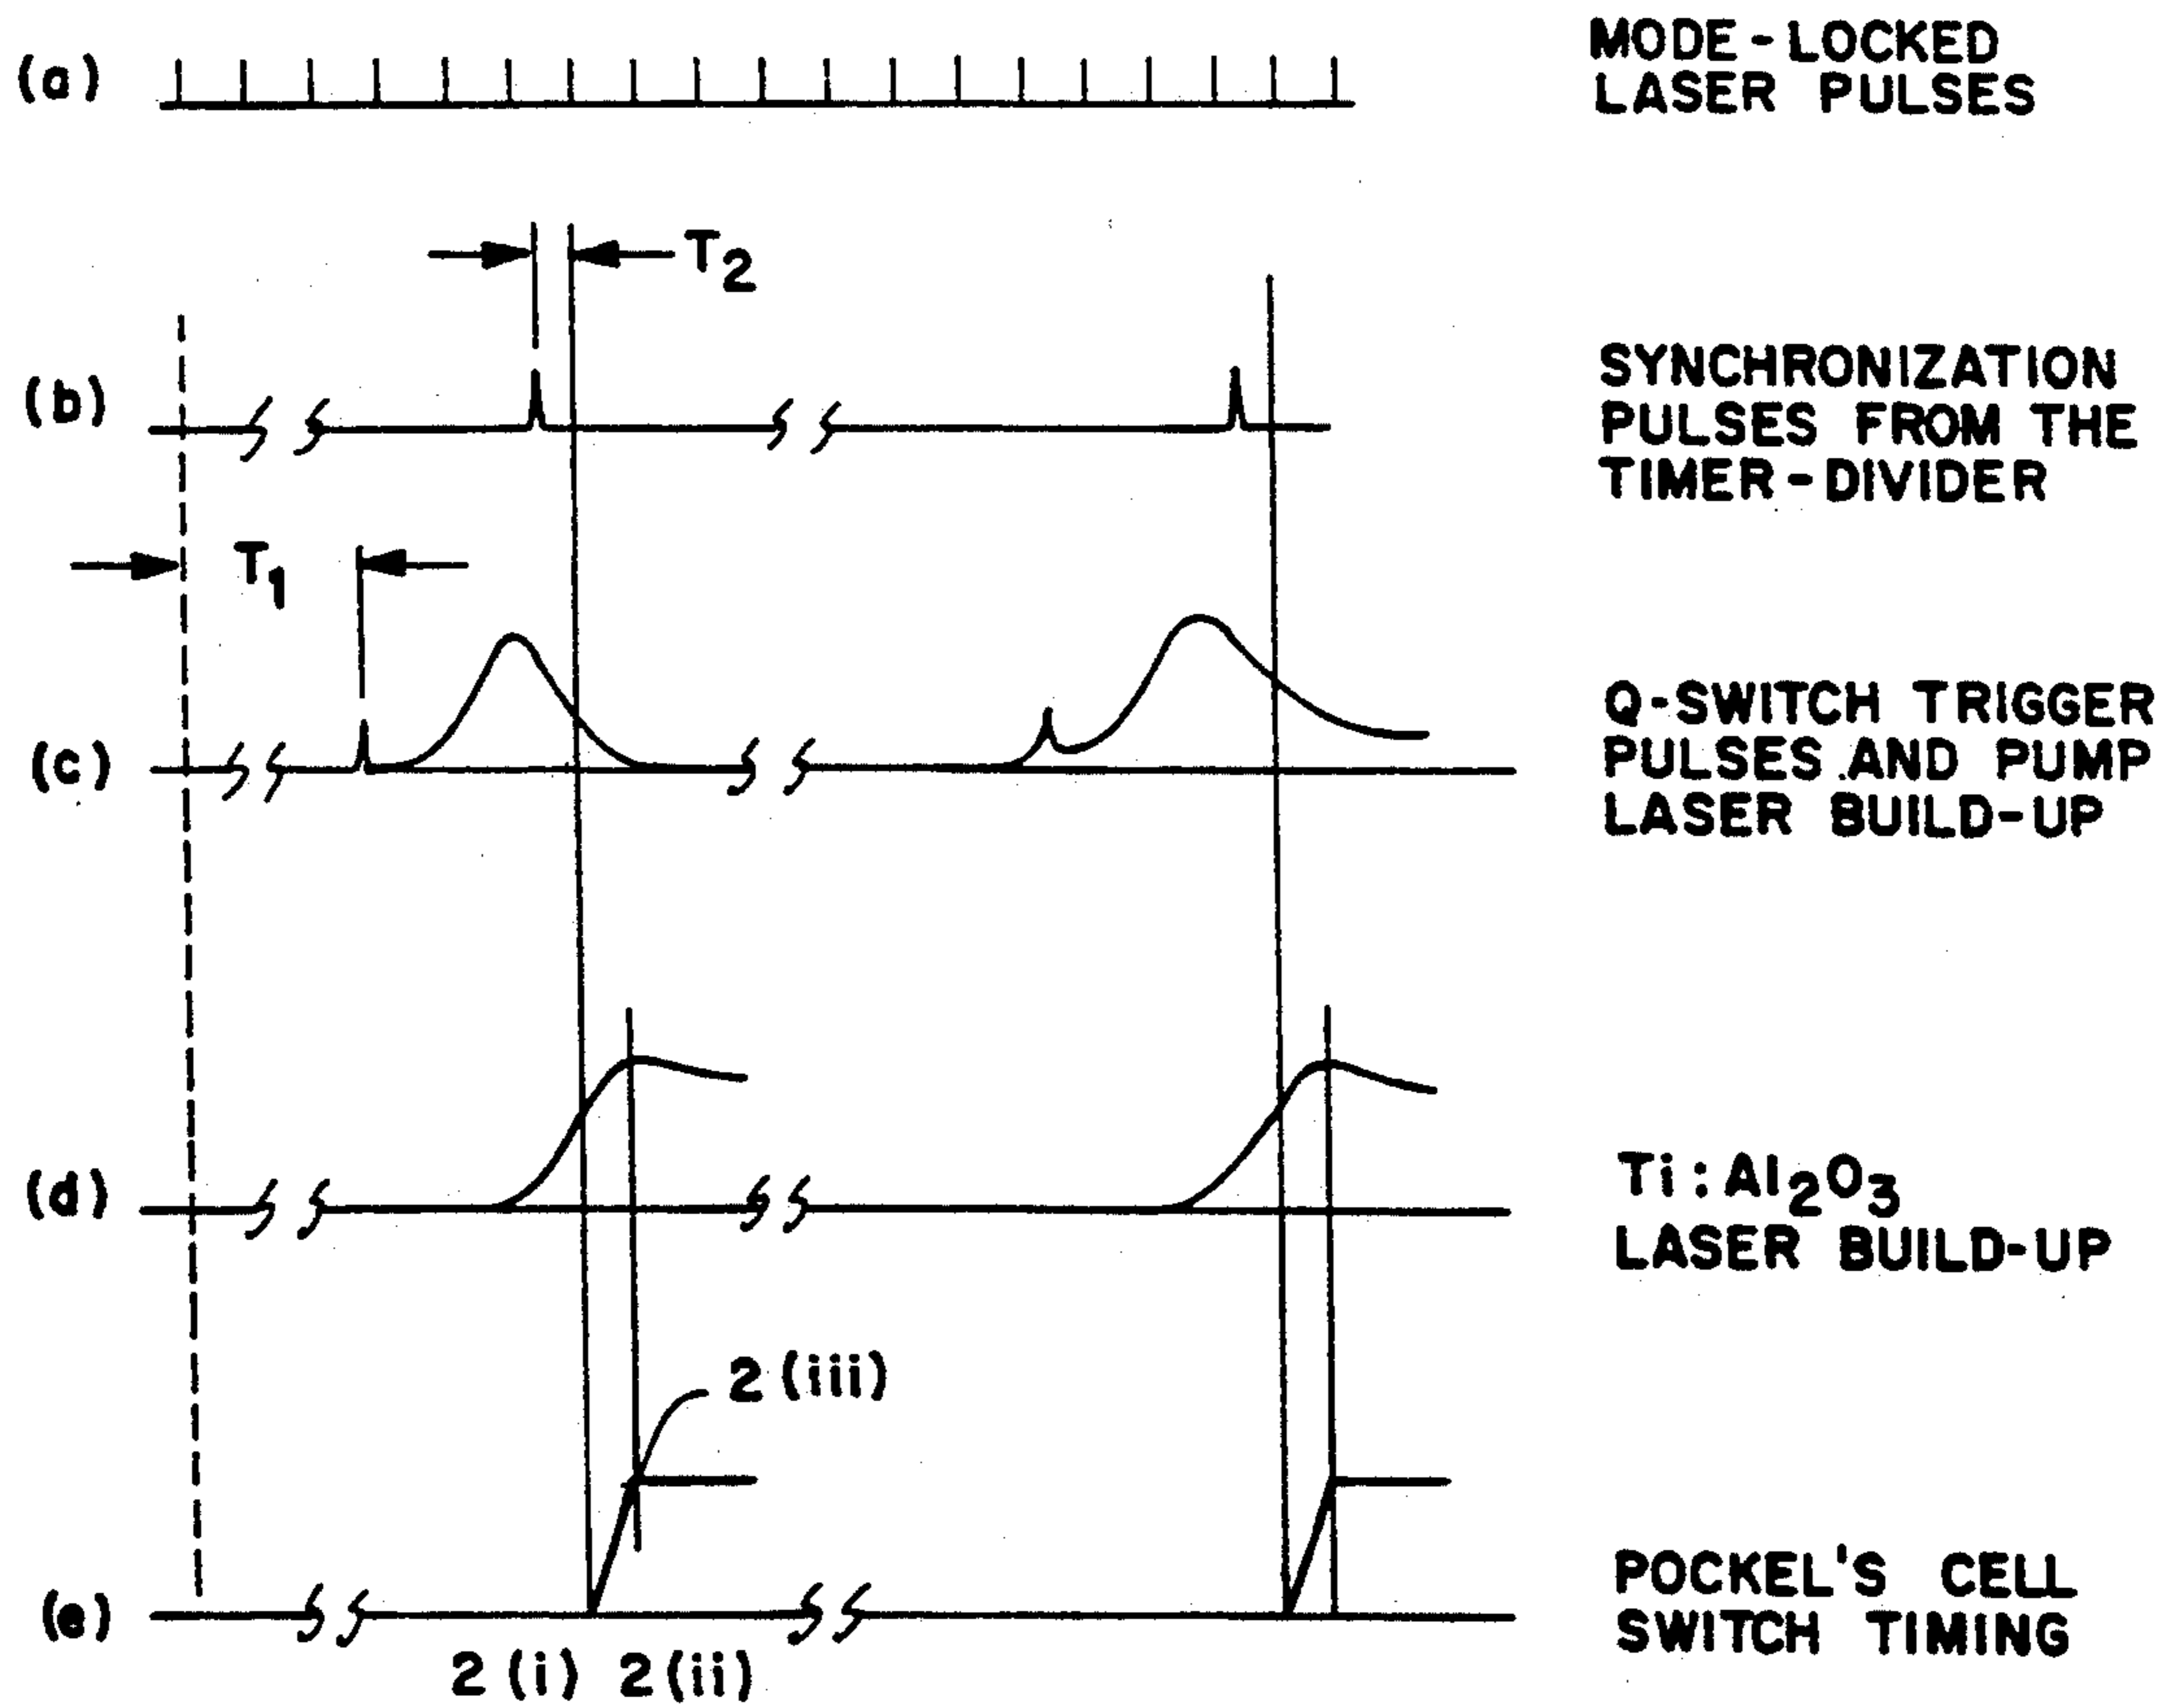 (a)
MODE-LOCKED
LASER PULSES
T2
(b)
SYNCHRONIZATION
PULSES FROM THE
TIMER-DIVIDER
T1
(c)
Q-SWITCH TRIGGER
PULSES AND PUMP
LASER BUILD-UP
(d)
Ti:Al2O3
LASER BUILD-UP
2(iii)
(e)
POCKEL'S CELL
SWITCH TIMING
2(i) 2(ii)